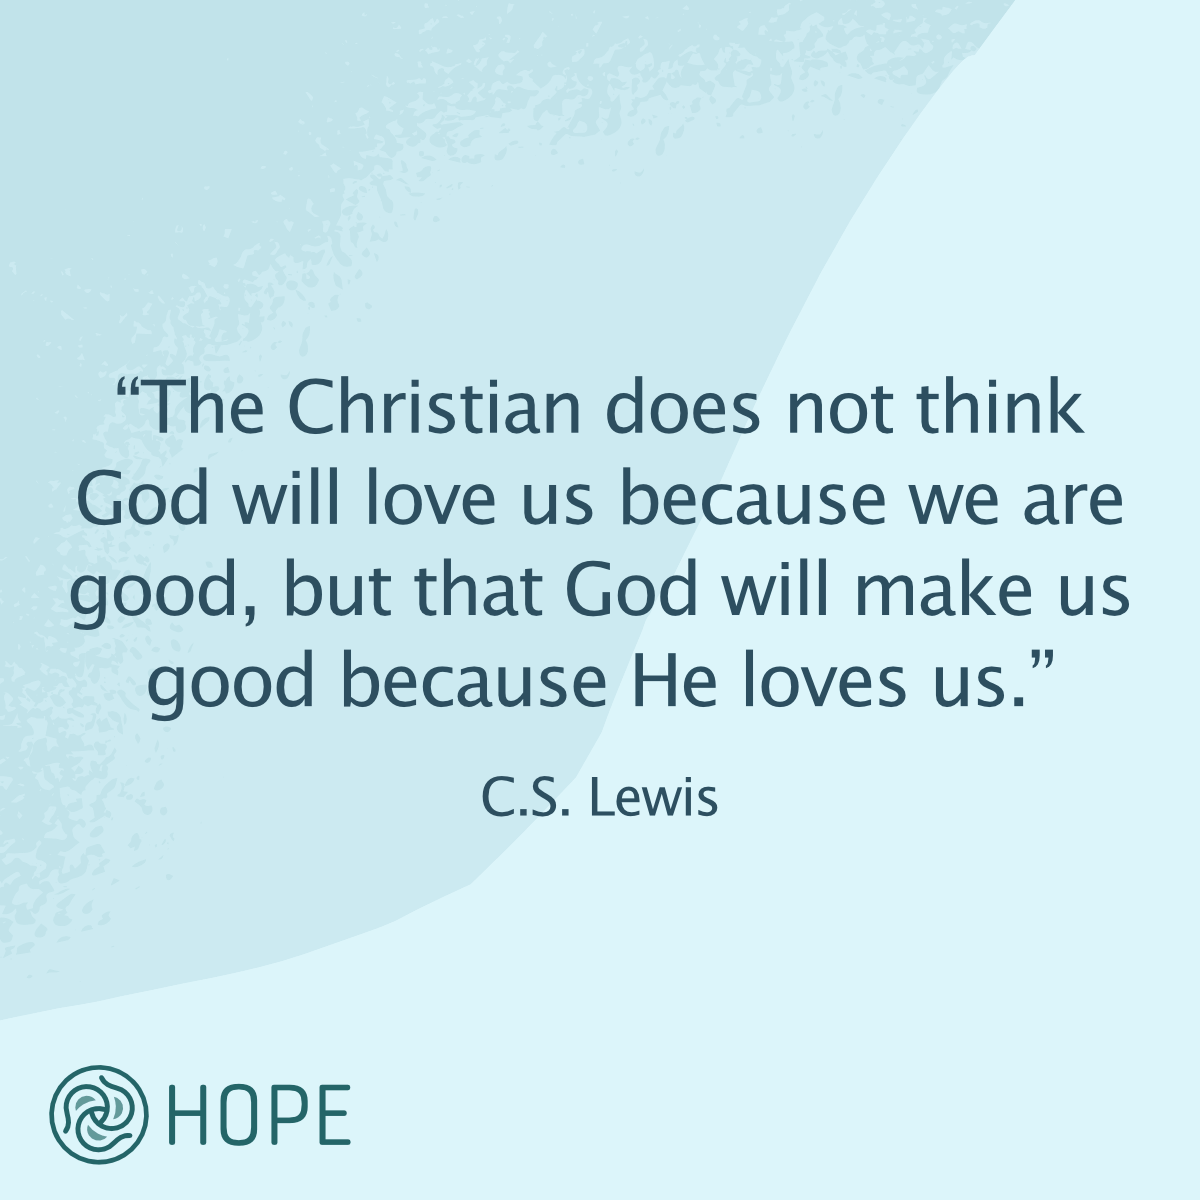 “The Christian does not think
God will love us because we are
good, but that God will make us
good because He loves us.”
C.S. Lewis
HOPE